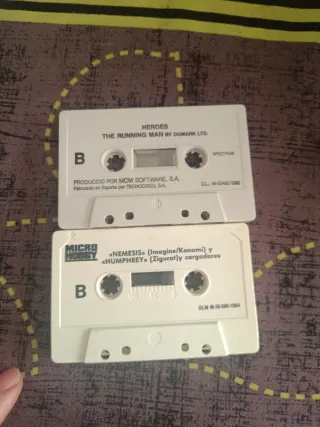 HEROES
THE RUNNING MAN BY DOMARK LTD.
B
SPECTRUM
PRODUCIDO POR MCM SOFTWARE, S.A.
Fabricado en España por TECNODISCO, S.A.
MICRO
HOBBY
«NEMESIS» (Imagine/Konami) y
«HUMPHREY» (Zigurat)y cargadores
B